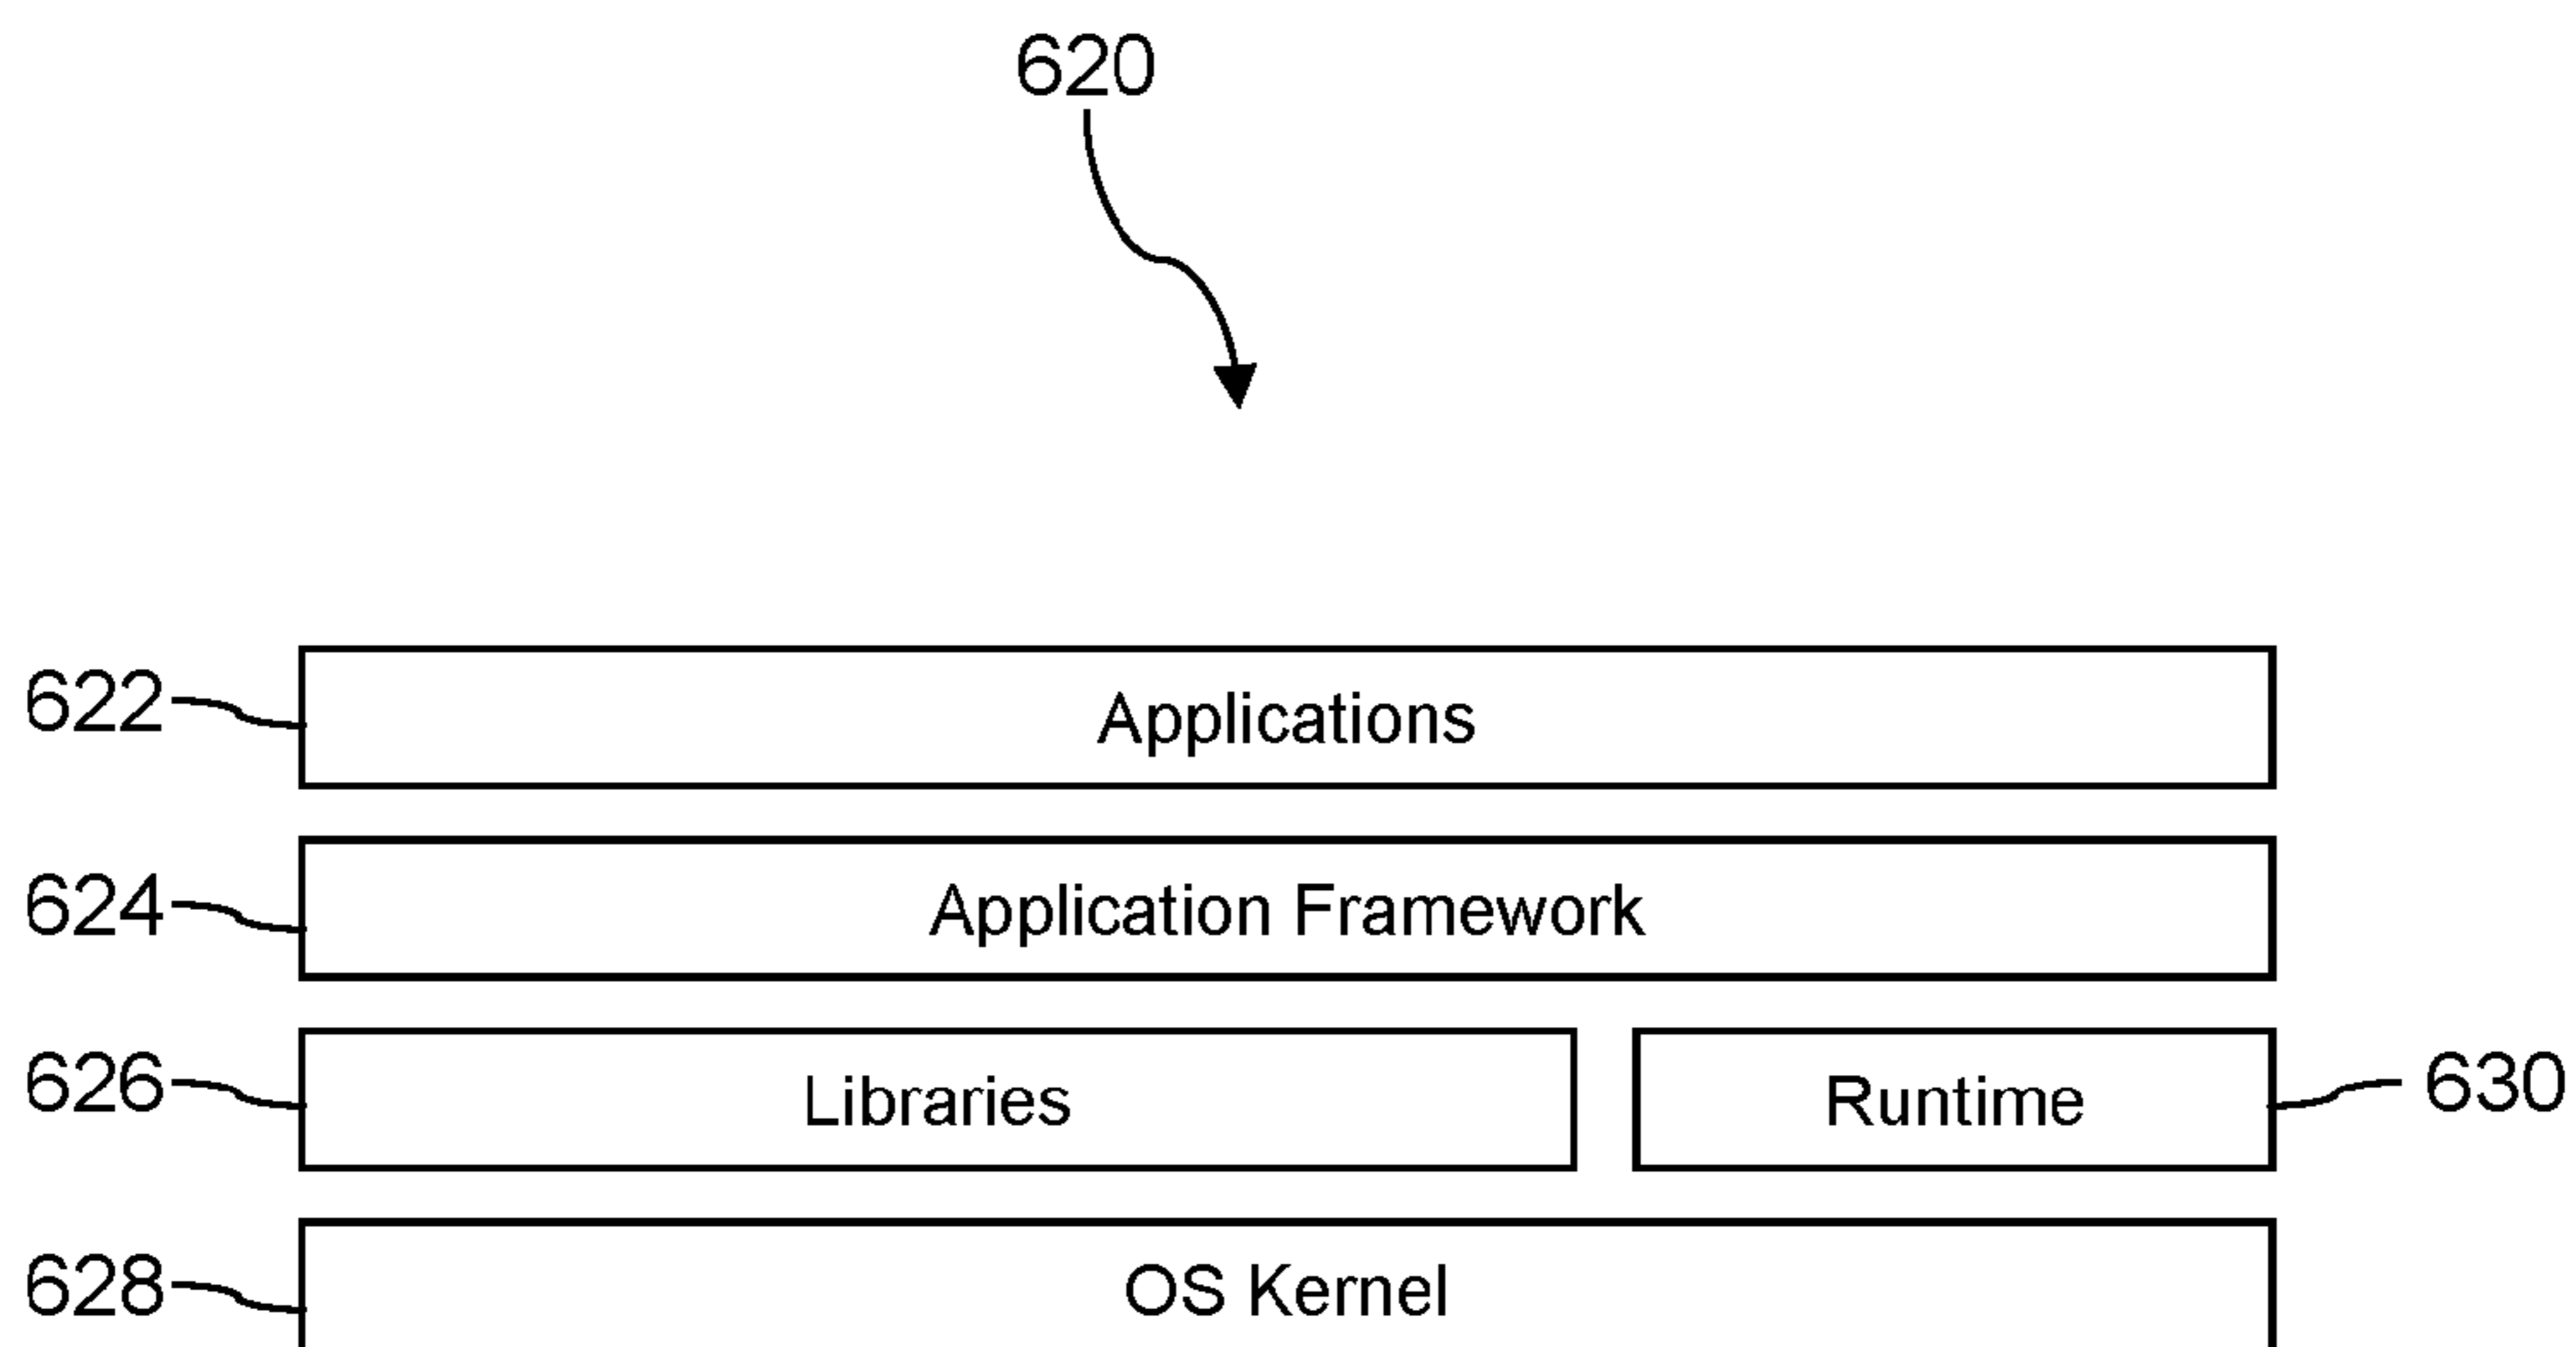 620
622 Applications
624 Application Framework
626 Libraries Runtime 630
628 OS Kernel